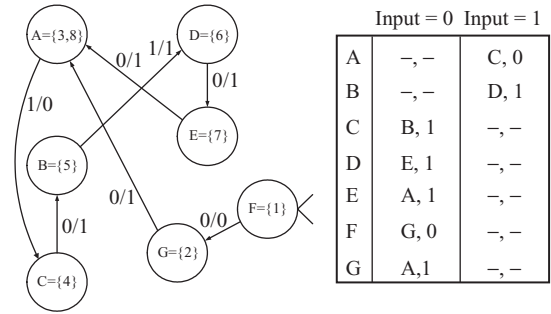 A={3,8}
D={6}
0/1
1/1
0/1
1/0
E={7}
B={5}
0/1
0/1
0/0
F={1}
G={2}
C={4}
Input = 0 Input = 1
A –, – C, 0
B –, – D, 1
C B, 1 –, –
D E, 1 –, –
E A, 1 –, –
F G, 0 –, –
G A,1 –, –